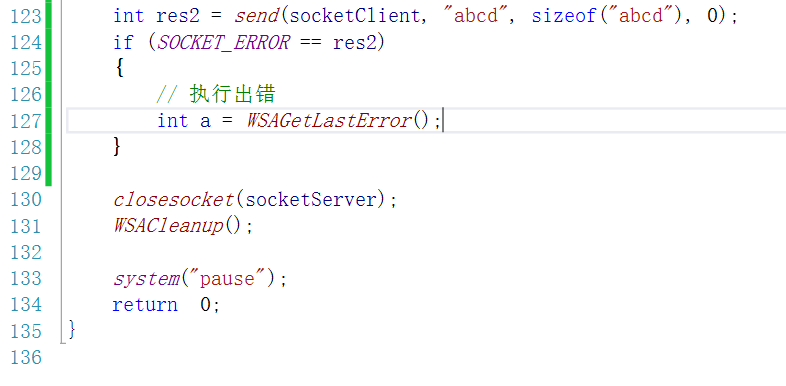 123 int res2 = send(socketClient, "abcd", sizeof("abcd"), 0);
124 if (SOCKET_ERROR == res2)
125 {
126 // 执行出错
127 int a = WSAGetLastError();
128 }
129
130 closesocket(socketServer);
131 WSACleanup();
132
133 system("pause");
134 return 0;
135 }
136